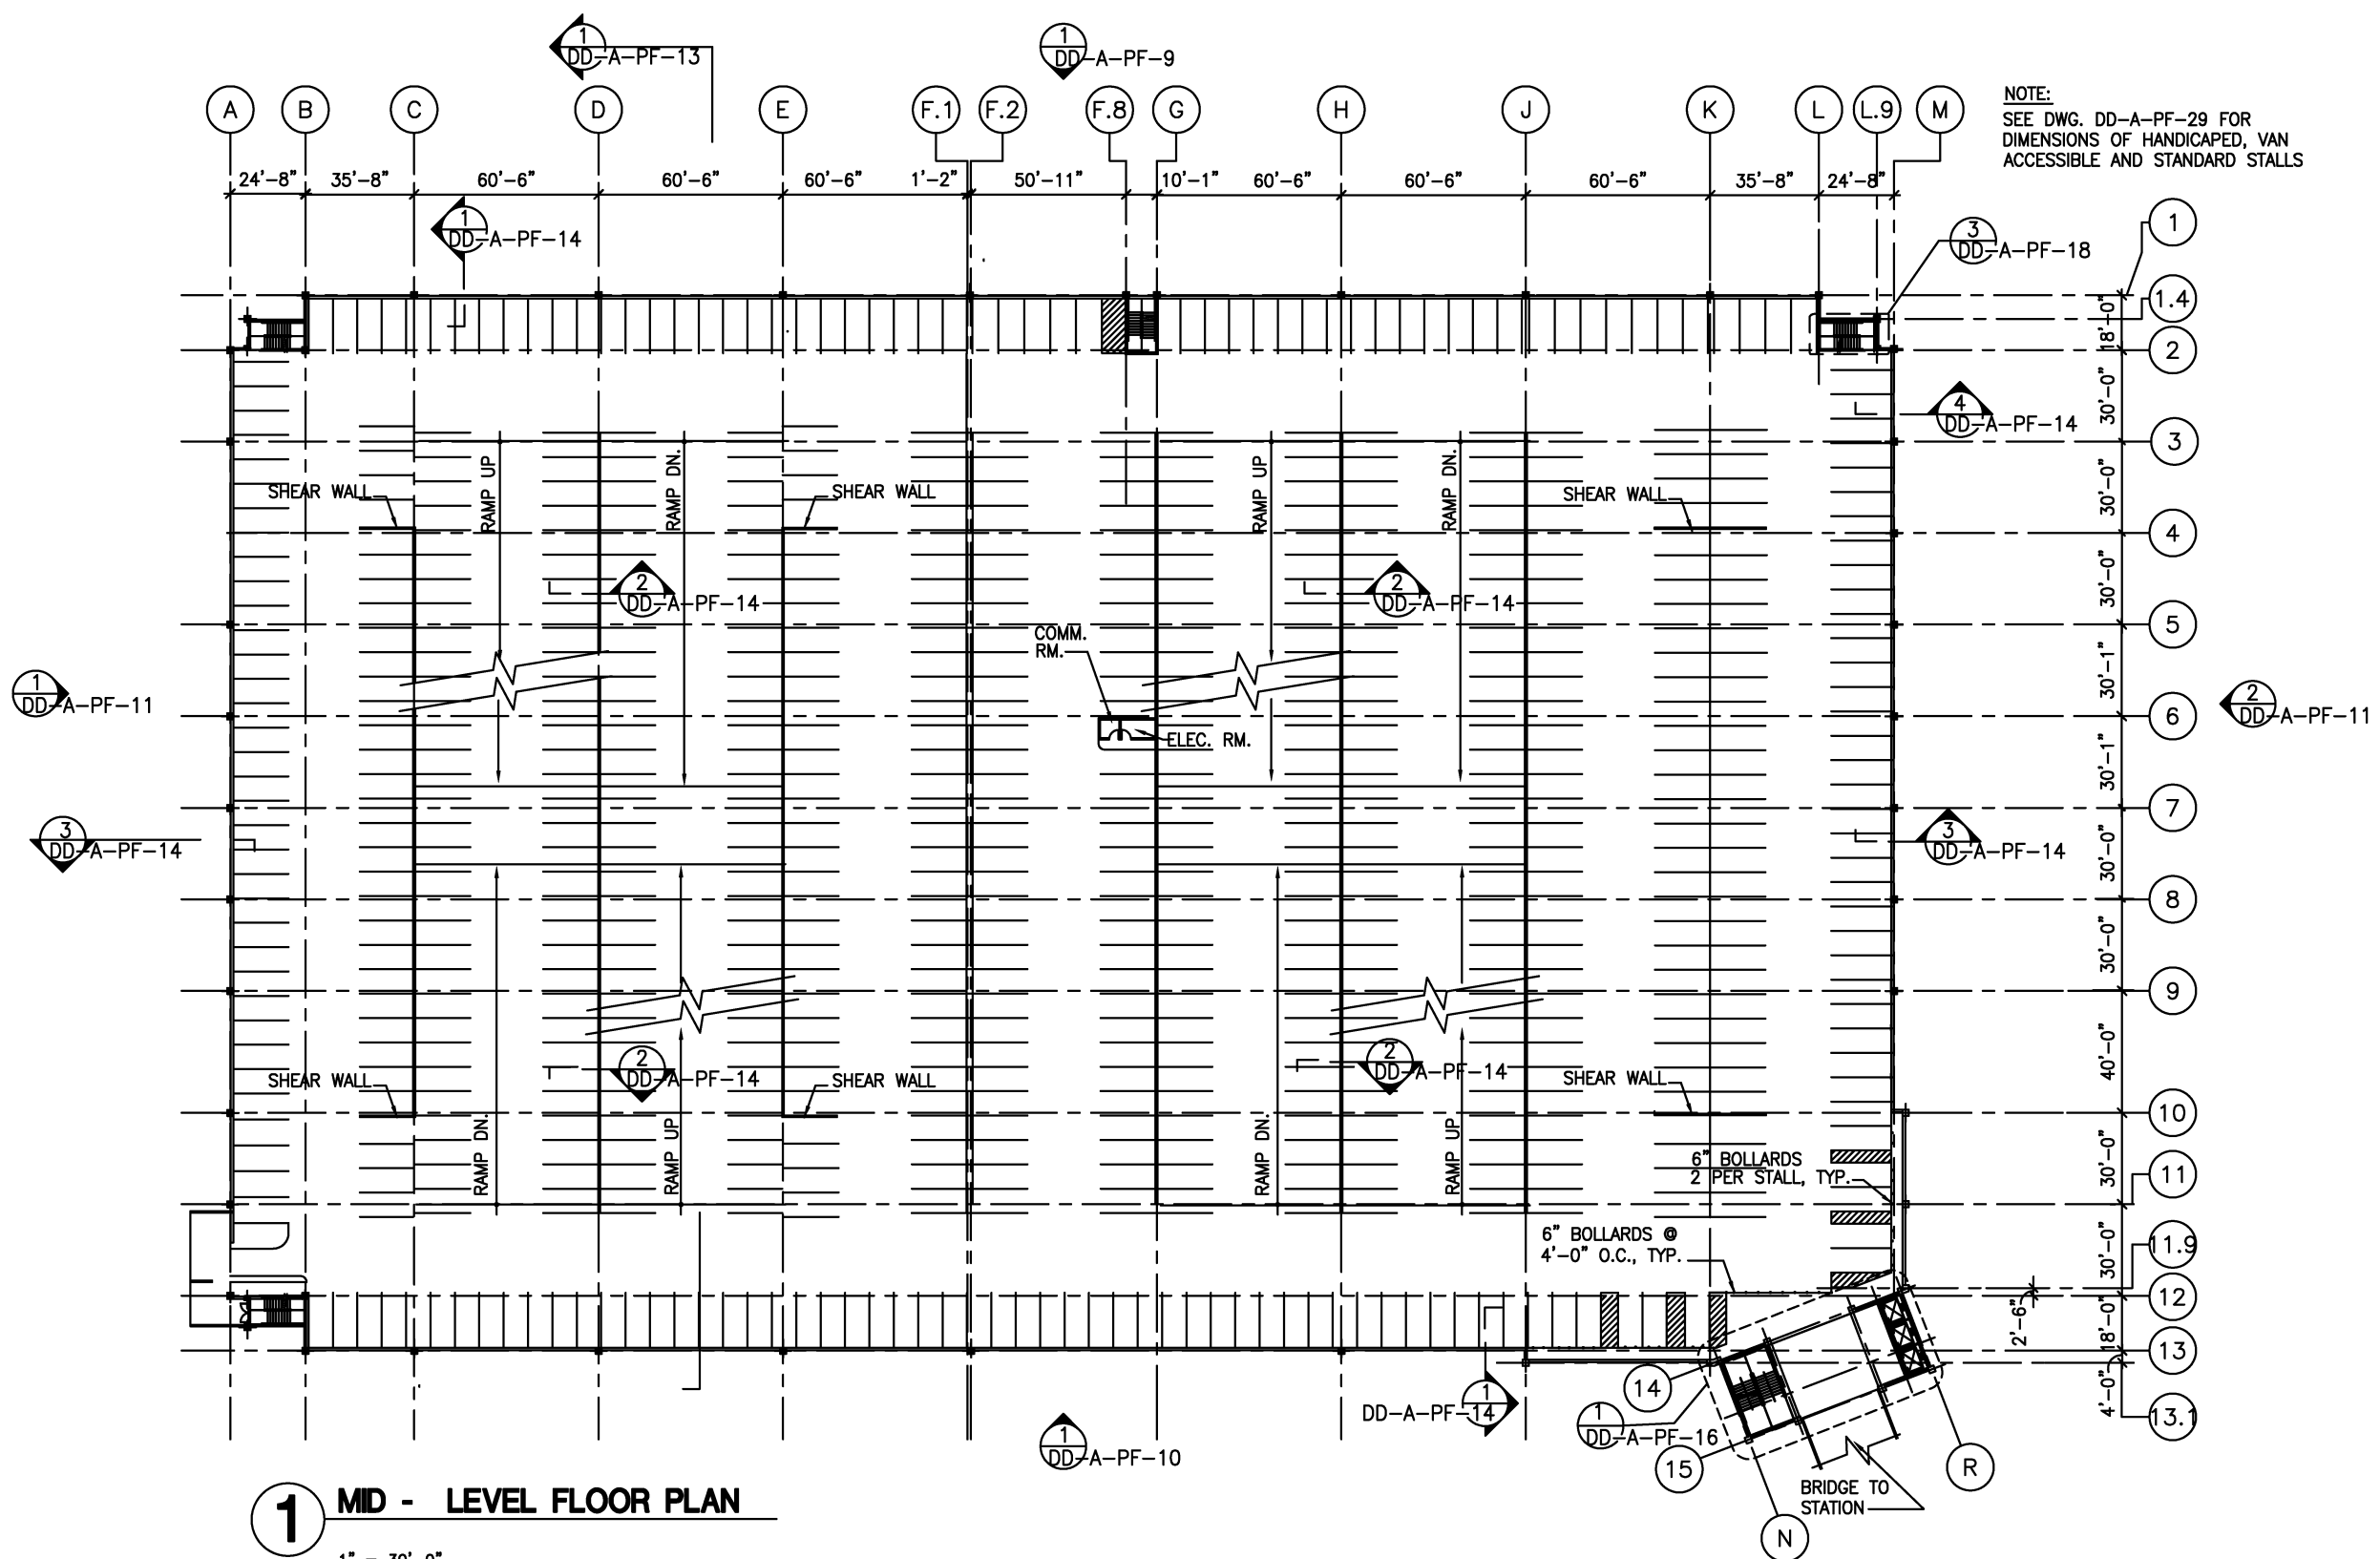 1
DD-A-PF-13
1
DD-A-PF-9
A
B
C
D
E
F.1
F.2
F.8
G
H
J
K
L
L.9
M
NOTE:
SEE DWG. DD-A-PF-29 FOR
DIMENSIONS OF HANDICAPED, VAN
ACCESSIBLE AND STANDARD STALLS
24'-8"
35'-8"
60'-6"
60'-6"
60'-6"
1'-2"
50'-11"
10'-1"
60'-6"
60'-6"
60'-6"
35'-8"
24'-8"
1
DD-A-PF-14
3
DD-A-PF-18
1
1.4
2
3
4
5
6
7
8
9
10
11
11.9
12
13
13.1
18'-0"
30'-0"
30'-0"
30'-0"
30'-1"
30'-1"
30'-0"
30'-0"
40'-0"
30'-0"
30'-0"
2'-6"
18'-0"
4'-0"
4
DD-A-PF-14
RAMP UP
RAMP DN.
RAMP UP
RAMP DN.
SHEAR WALL
SHEAR WALL
SHEAR WALL
2
DD-A-PF-14
2
DD-A-PF-14
COMM.
RM.
ELEC. RM.
1
DD-A-PF-11
2
DD-A-PF-11
3
DD-A-PF-14
3
DD-A-PF-14
2
DD-A-PF-14
2
DD-A-PF-14
SHEAR WALL
SHEAR WALL
SHEAR WALL
RAMP DN.
RAMP UP
RAMP DN.
RAMP UP
6" BOLLARDS
2 PER STALL, TYP.
6" BOLLARDS @
4'-0" O.C., TYP.
14
1
DD-A-PF-14
1
DD-A-PF-16
15
1
DD-A-PF-10
R
N
BRIDGE TO
STATION
1
MID - LEVEL FLOOR PLAN
1" = 30'-0"